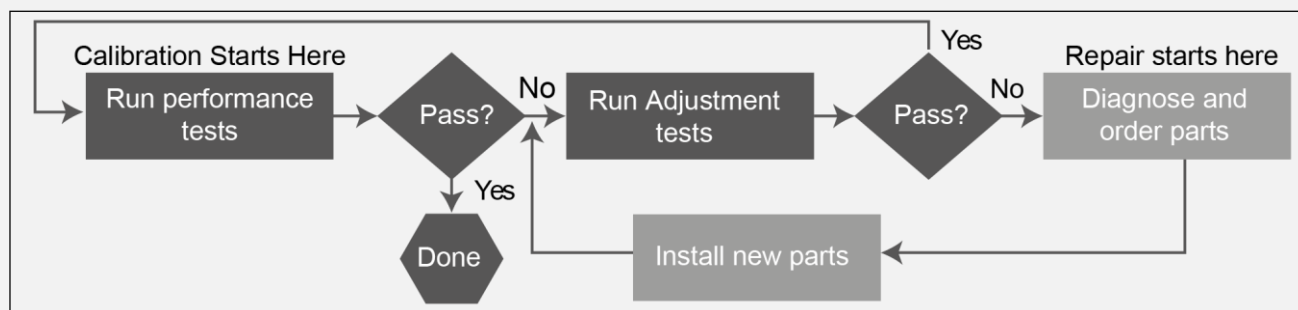 Yes
Calibration Starts Here
Repair starts here
Run performance
tests
Pass?
No
Run Adjustment
tests
Pass?
No
Diagnose and
order parts
Yes
Done
Install new parts